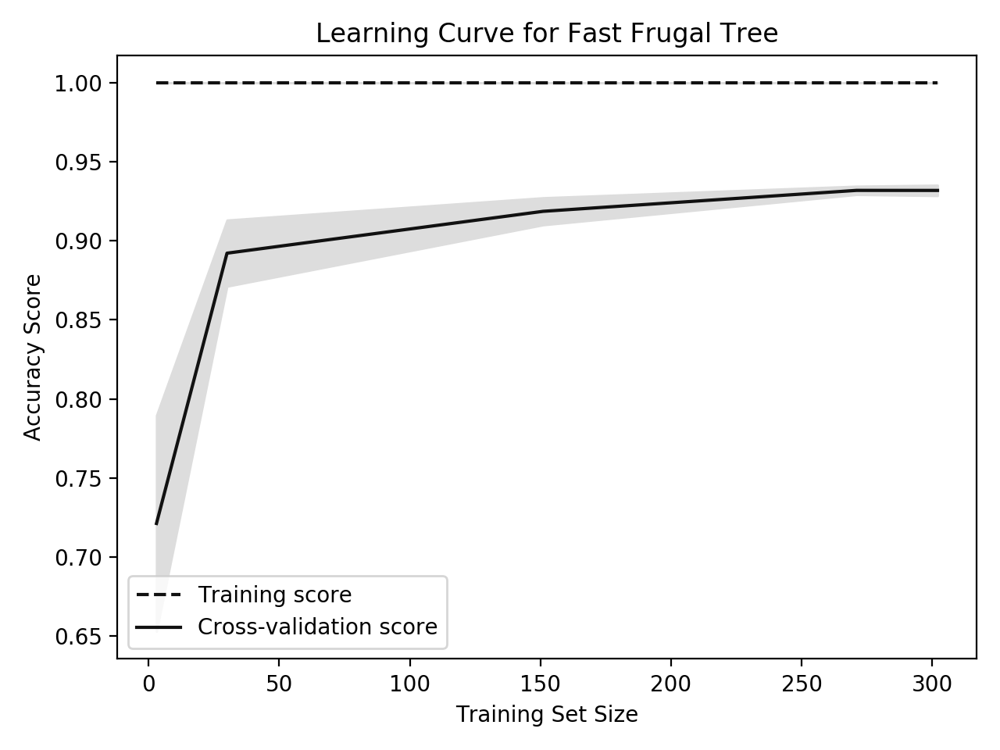 Learning Curve for Fast Frugal Tree
1.00
0.95
0.90
0.85
0.80
0.75
0.70
0.65
Accuracy Score
Training score
Cross-validation score
0 50 100 150 200 250 300
Training Set Size